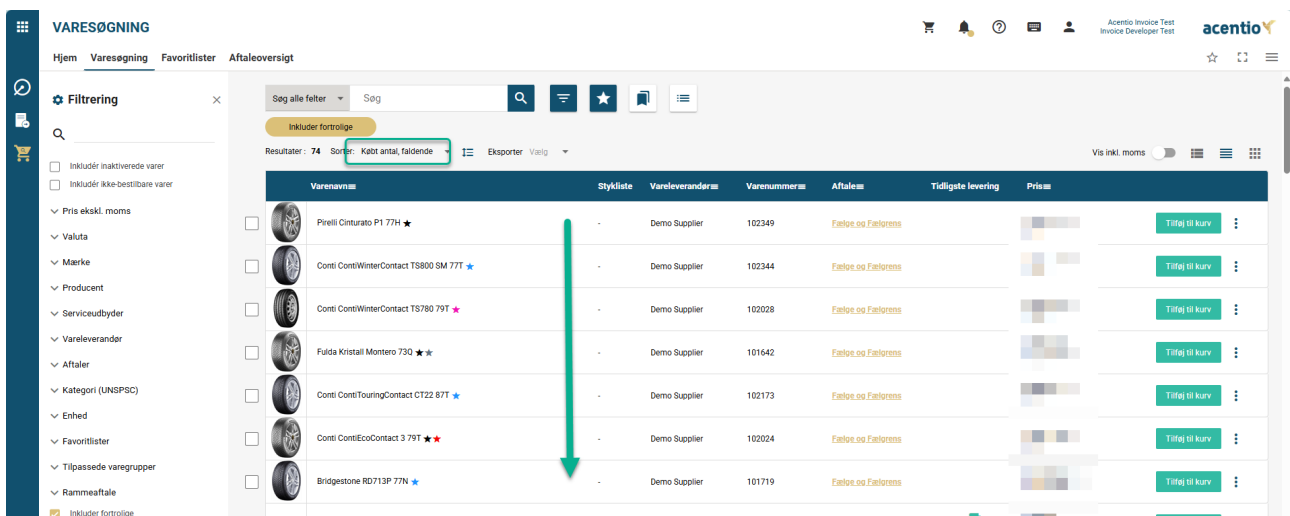 VARESØGNING
Acentio Invoice Test
Invoice Developer Test
acentio
Hjem Varesøgning Favoritlister Aftaleoversigt
Filtrering
Søg alle felter Søg
Inkluder fortrolige
Resultater : 74 Sorter: Købt antal, faldende Eksporter Vælg Vis inkl. moms
Inkludér inaktiverede varer
Inkludér ikke-bestilbare varer
Pris ekskl. moms
Valuta
Mærke
Producent
Serviceudbyder
Vareleverandør
Aftaler
Kategori (UNSPSC)
Enhed
Favoritlister
Tilpassede varegrupper
Rammeaftale
Inkluder fortrolige
Varenavn Stykliste Vareleverandør Varenummer Aftale Tidligste levering Pris
Pirelli Cinturato P1 77H - Demo Supplier 102349 Fælge og Fælgrens Tilføj til kurv
Conti ContiWinterContact TS800 SM 77T - Demo Supplier 102344 Fælge og Fælgrens Tilføj til kurv
Conti ContiWinterContact TS780 79T - Demo Supplier 102028 Fælge og Fælgrens Tilføj til kurv
Fulda Kristall Montero 73Q - Demo Supplier 101642 Fælge og Fælgrens Tilføj til kurv
Conti ContiTouringContact CT22 87T - Demo Supplier 102173 Fælge og Fælgrens Tilføj til kurv
Conti ContiEcoContact 3 79T - Demo Supplier 102024 Fælge og Fælgrens Tilføj til kurv
Bridgestone RD713P 77N - Demo Supplier 101719 Fælge og Fælgrens Tilføj til kurv